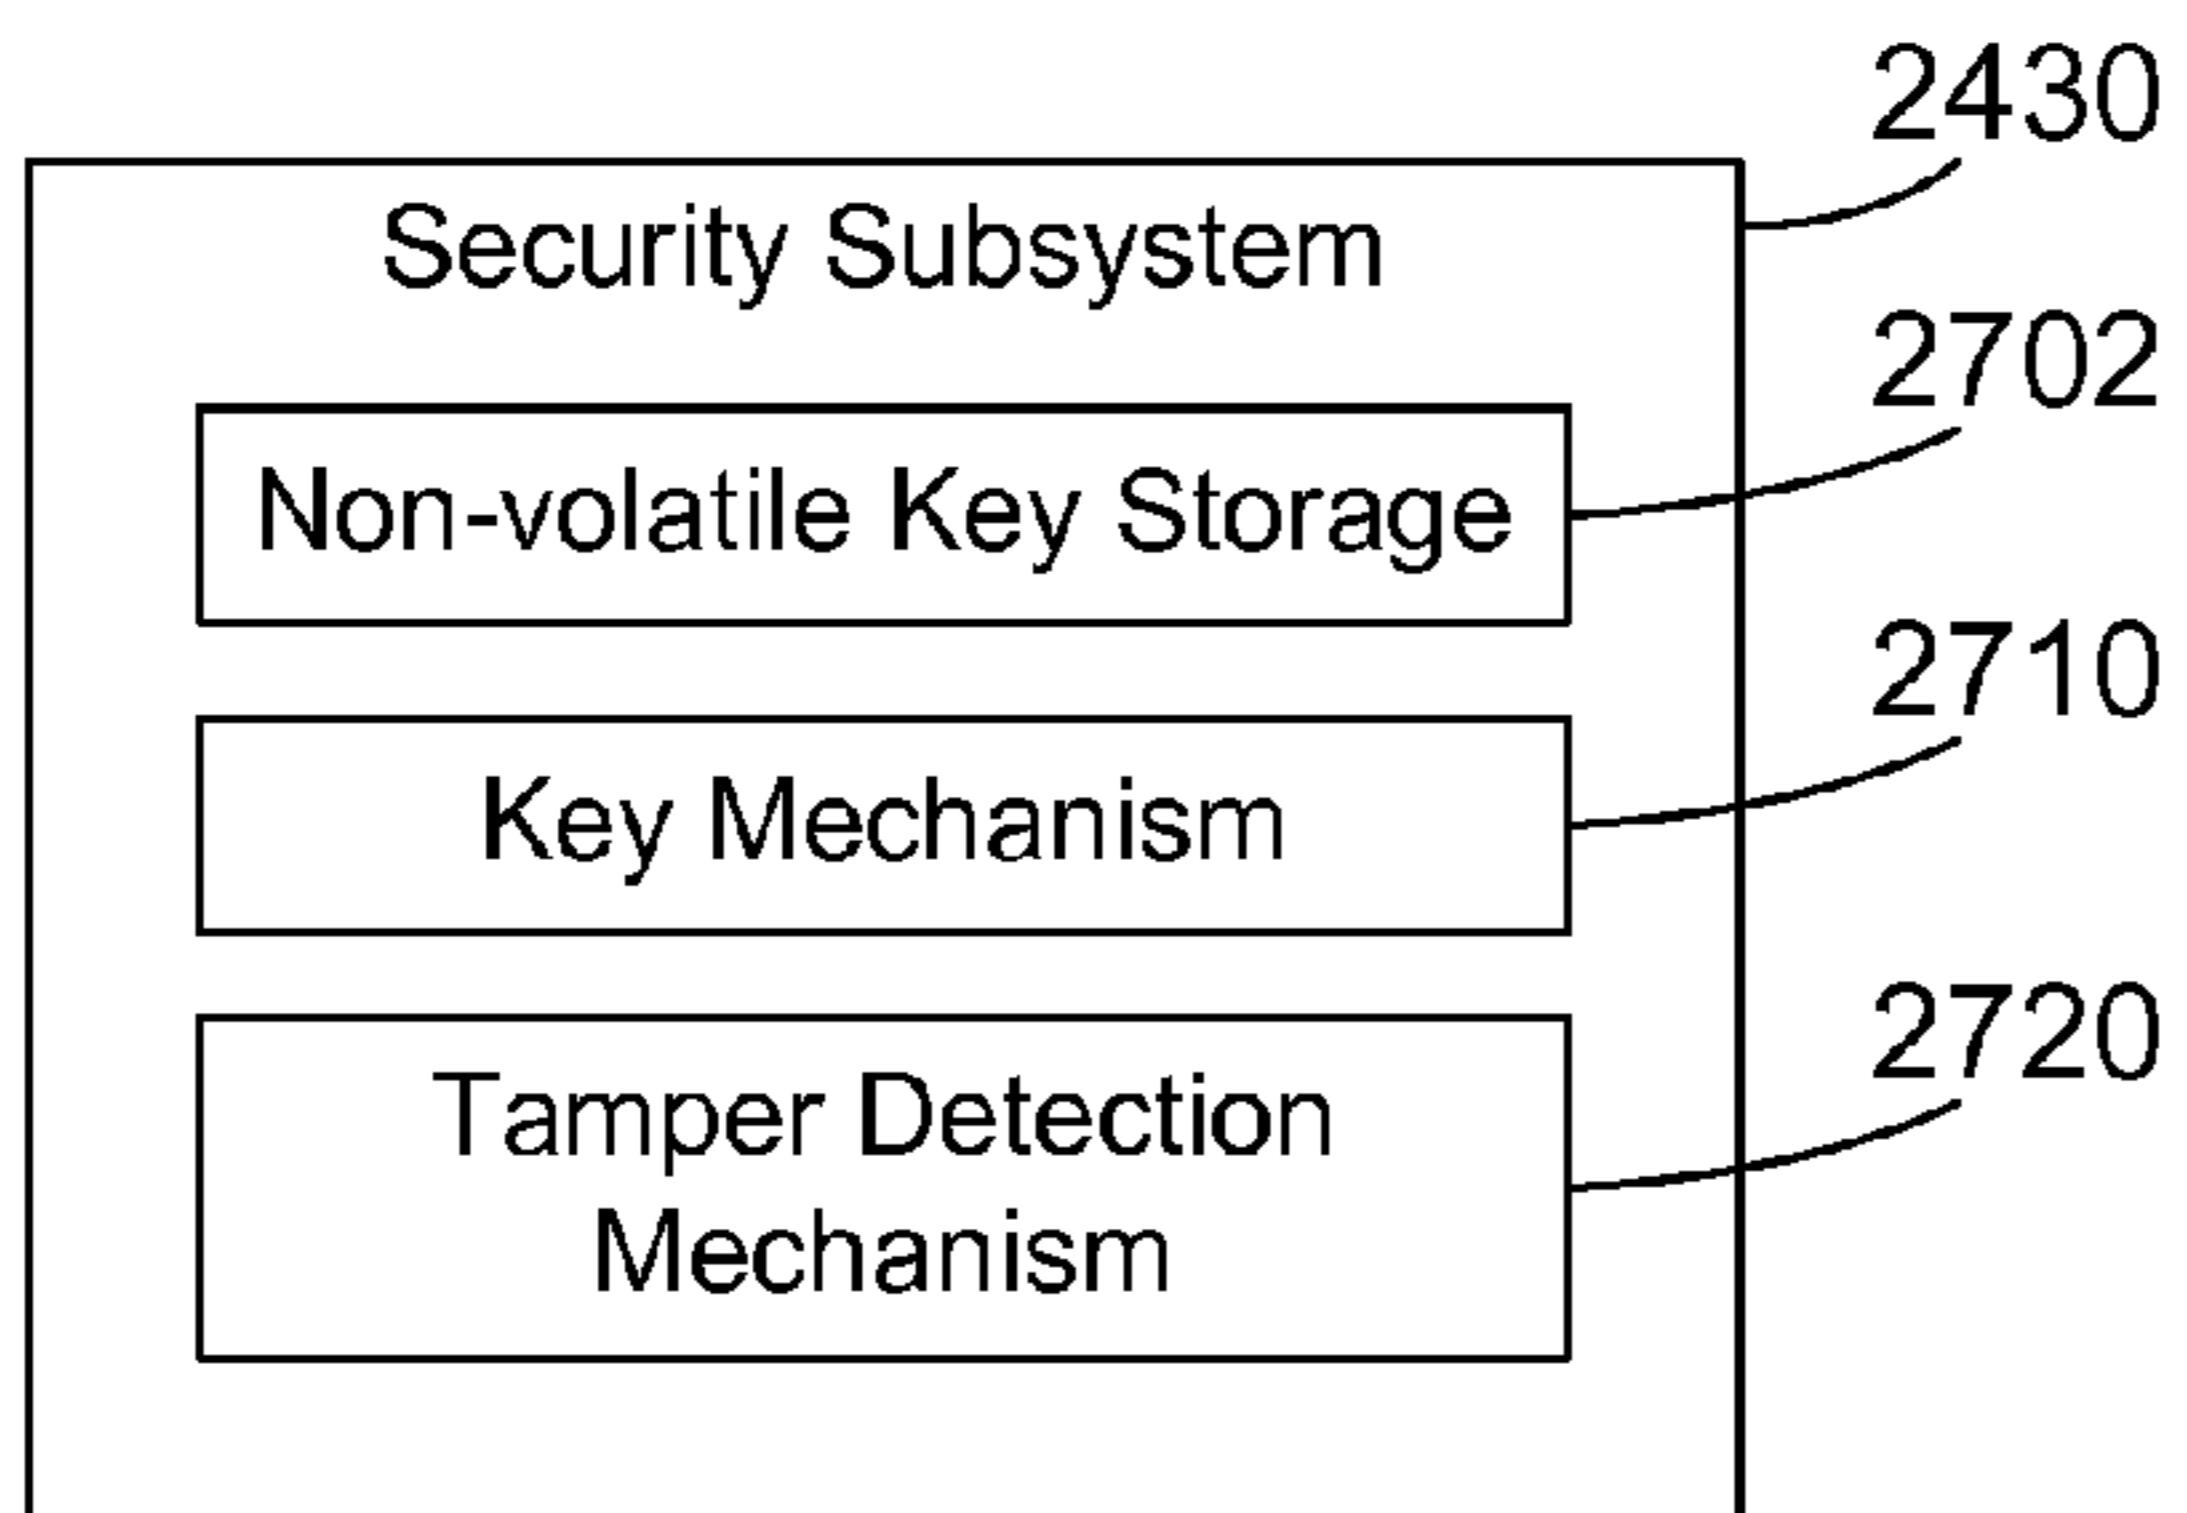 2430
Security Subsystem
2702
Non-volatile Key Storage
2710
Key Mechanism
2720
Tamper Detection
Mechanism